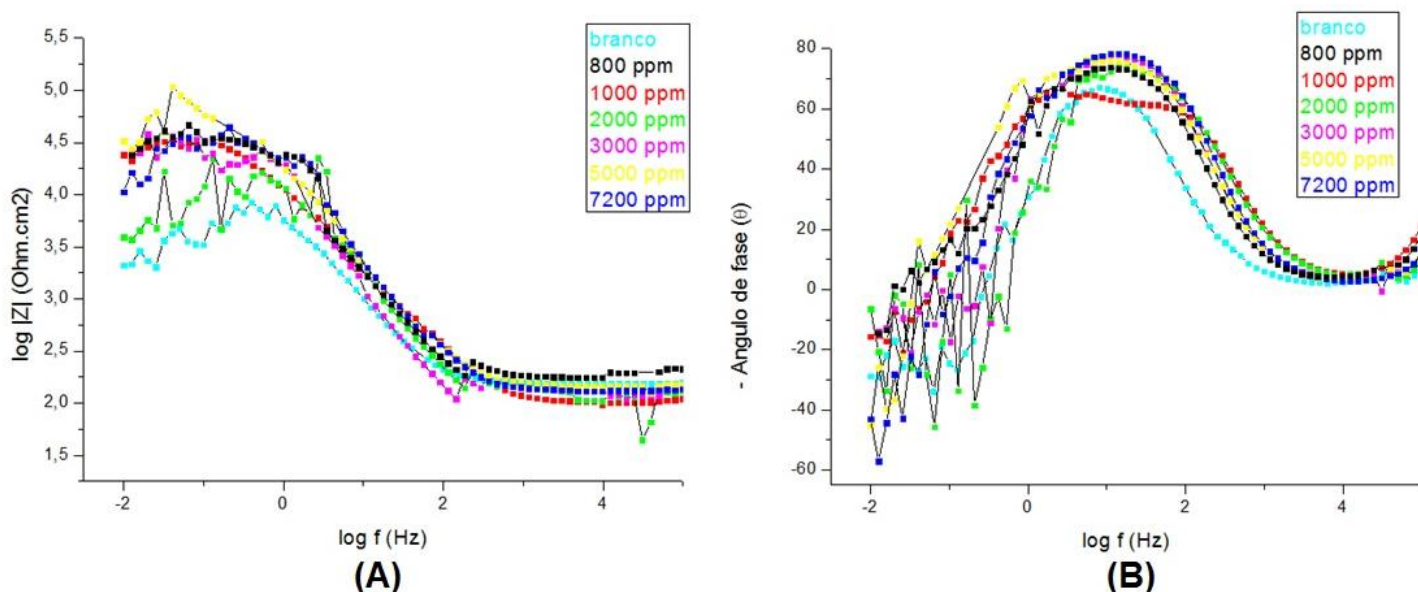 log |Z| (Ohm.cm2)
5,5
5,0
4,5
4,0
3,5
3,0
2,5
2,0
1,5
-2
0
2
4
log f (Hz)
branco
800 ppm
1000 ppm
2000 ppm
3000 ppm
5000 ppm
7200 ppm
(A)
- Angulo de fase (θ)
80
60
40
20
0
-20
-40
-60
-2
0
2
4
log f (Hz)
branco
800 ppm
1000 ppm
2000 ppm
3000 ppm
5000 ppm
7200 ppm
(B)